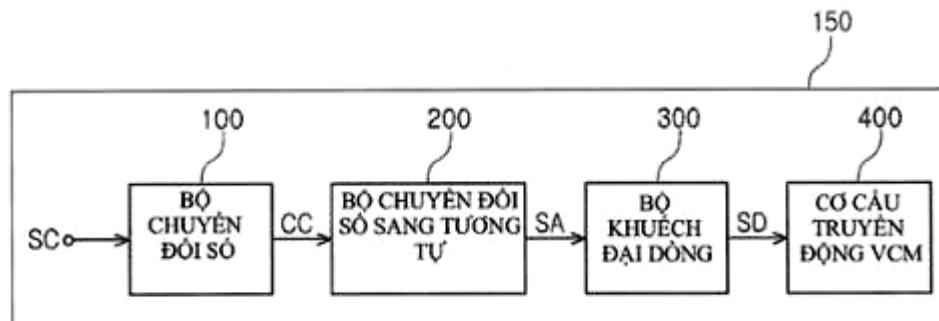 150
100
200
300
400
SC
BỘ
CHUYỂN
ĐỔI SỐ
CC
BỘ CHUYỂN ĐỔI
SỐ SANG TƯƠNG
TỰ
SA
BỘ
KHUẾCH
ĐẠI DÒNG
SD
CƠ CẤU
TRUYỀN
ĐỘNG VCM